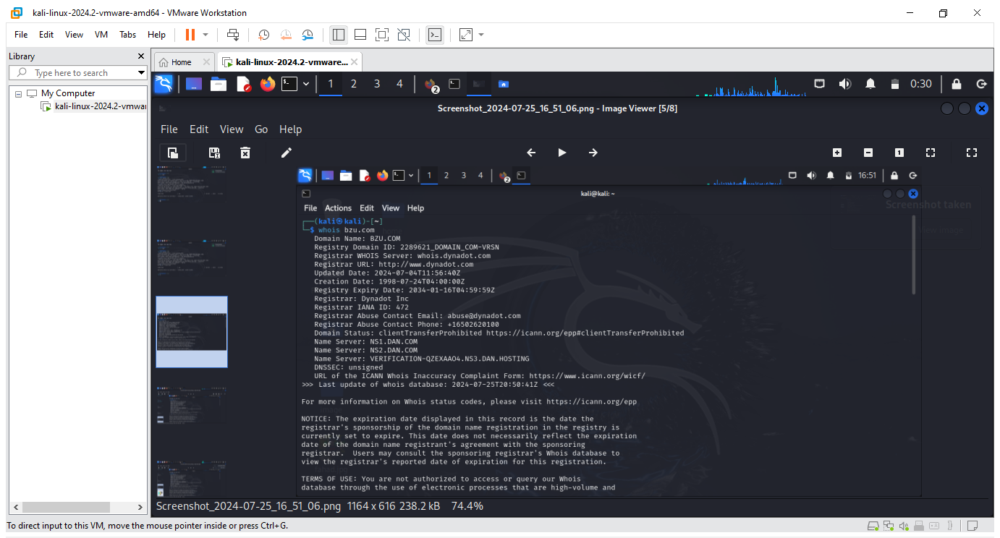 kali-linux-2024.2-vmware-amd64 - VMware Workstation
File Edit View VM Tabs Help
Library
Type here to search
My Computer
kali-linux-2024.2-vmwar
Home
kali-linux-2024.2-vmware...
1 2 3 4
2
0:30
Screenshot_2024-07-25_16_51_06.png - Image Viewer [5/8]
File Edit View Go Help
1
1 2 3 4
2
16:51
kali@kali: ~
Screenshot taken
File Actions Edit View Help
(kali㉿kali)-[~]
$ whois bzu.com
Domain Name: BZU.COM
Registry Domain ID: 2289621_DOMAIN_COM-VRSN
Registrar WHOIS Server: whois.dynadot.com
Registrar URL: http://www.dynadot.com
Updated Date: 2024-07-04T11:56:40Z
Creation Date: 1998-07-24T04:00:00Z
Registry Expiry Date: 2034-01-16T04:59:59Z
Registrar: Dynadot Inc
Registrar IANA ID: 472
Registrar Abuse Contact Email: abuse@dynadot.com
Registrar Abuse Contact Phone: +16502620100
Domain Status: clientTransferProhibited https://icann.org/epp#clientTransferProhibited
Name Server: NS1.DAN.COM
Name Server: NS2.DAN.COM
Name Server: VERIFICATION-QZEXAAO4.NS3.DAN.HOSTING
DNSSEC: unsigned
URL of the ICANN Whois Inaccuracy Complaint Form: https://www.icann.org/wicf/
>>> Last update of whois database: 2024-07-25T20:50:41Z <<<
For more information on Whois status codes, please visit https://icann.org/epp
NOTICE: The expiration date displayed in this record is the date the
registrar's sponsorship of the domain name registration in the registry is
currently set to expire. This date does not necessarily reflect the expiration
date of the domain name registrant's agreement with the sponsoring
registrar. Users may consult the sponsoring registrar's Whois database to
view the registrar's reported date of expiration for this registration.
TERMS OF USE: You are not authorized to access or query our Whois
database through the use of electronic processes that are high-volume and
Screenshot_2024-07-25_16_51_06.png 1164 x 616 238.2 kB 74.4%
To direct input to this VM, move the mouse pointer inside or press Ctrl+G.